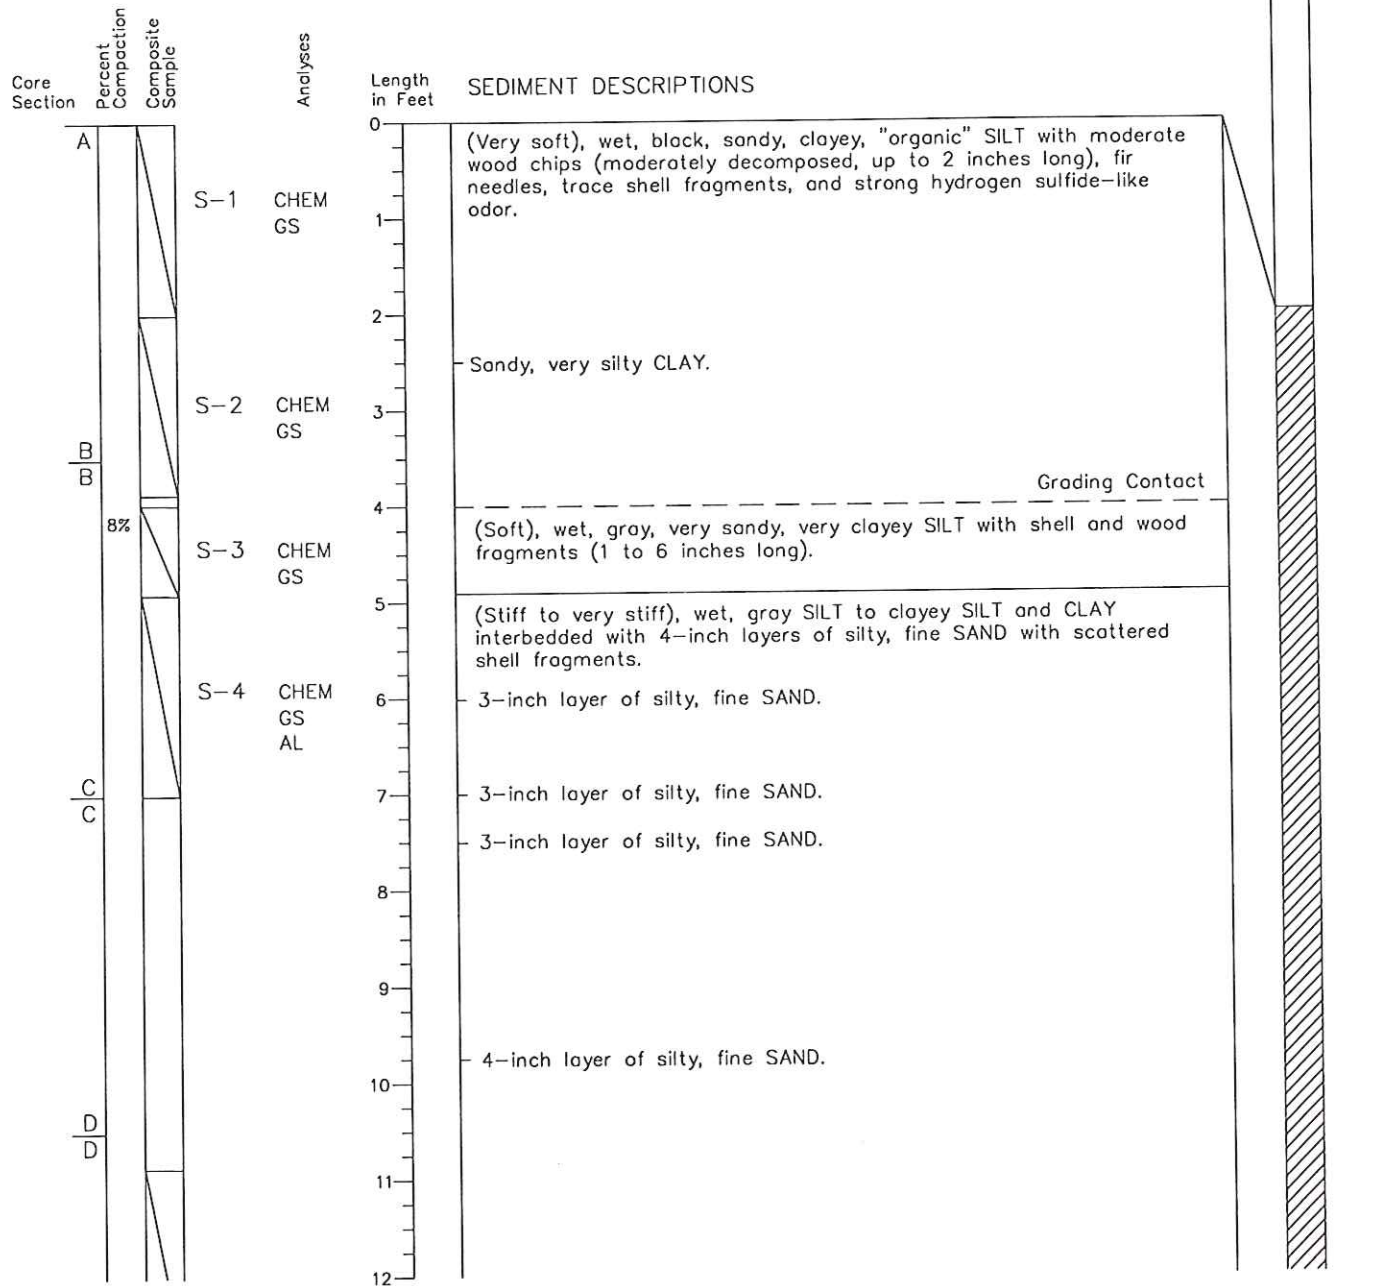 Core
Section
Percent
Compaction
Composite
Sample
Analyses
Length
in Feet
SEDIMENT DESCRIPTIONS
A
0
(Very soft), wet, black, sandy, clayey, "organic" SILT with moderate
wood chips (moderately decomposed, up to 2 inches long), fir
needles, trace shell fragments, and strong hydrogen sulfide-like
odor.
S-1 CHEM
GS
1
2
Sandy, very silty CLAY.
S-2 CHEM
GS
3
B
B
Grading Contact
4
8%
(Soft), wet, gray, very sandy, very clayey SILT with shell and wood
fragments (1 to 6 inches long).
S-3 CHEM
GS
5
(Stiff to very stiff), wet, gray SILT to clayey SILT and CLAY
interbedded with 4-inch layers of silty, fine SAND with scattered
shell fragments.
S-4 CHEM
GS
AL
6
3-inch layer of silty, fine SAND.
C
C
7
3-inch layer of silty, fine SAND.
3-inch layer of silty, fine SAND.
8
9
4-inch layer of silty, fine SAND.
10
D
D
11
12